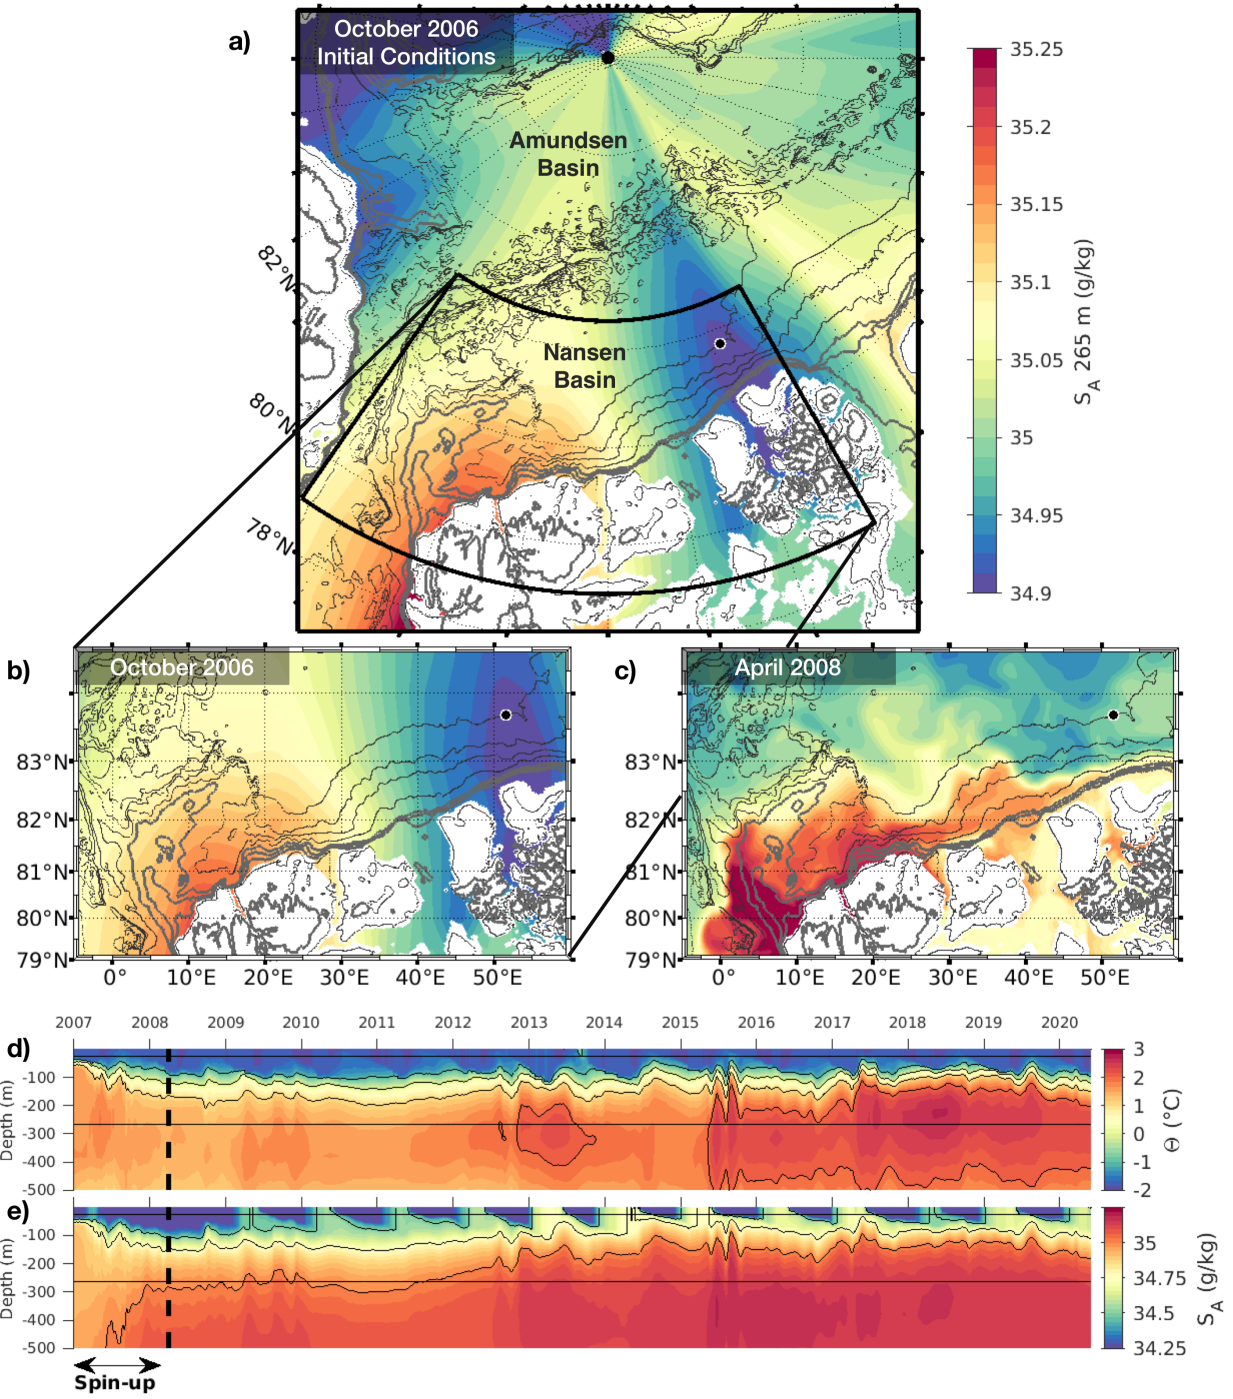 a)
October 2006
Initial Conditions
Amundsen
Basin
Nansen
Basin
82°N
80°N
78°N
35.25
35.2
35.15
35.1
35.05
35
34.95
34.9
S_A 265 m (g/kg)
b)
October 2006
83°N
82°N
81°N
80°N
79°N
0° 10°E 20°E 30°E 40°E 50°E
c)
April 2008
83°N
82°N
81°N
80°N
79°N
0° 10°E 20°E 30°E 40°E 50°E
2007 2008 2009 2010 2011 2012 2013 2014 2015 2016 2017 2018 2019 2020
d)
Depth (m)
-100
-200
-300
-400
-500
3
2
1
0
-1
-2
Θ (°C)
e)
Depth (m)
-100
-200
-300
-400
-500
35
34.75
34.5
34.25
S_A (g/kg)
Spin-up